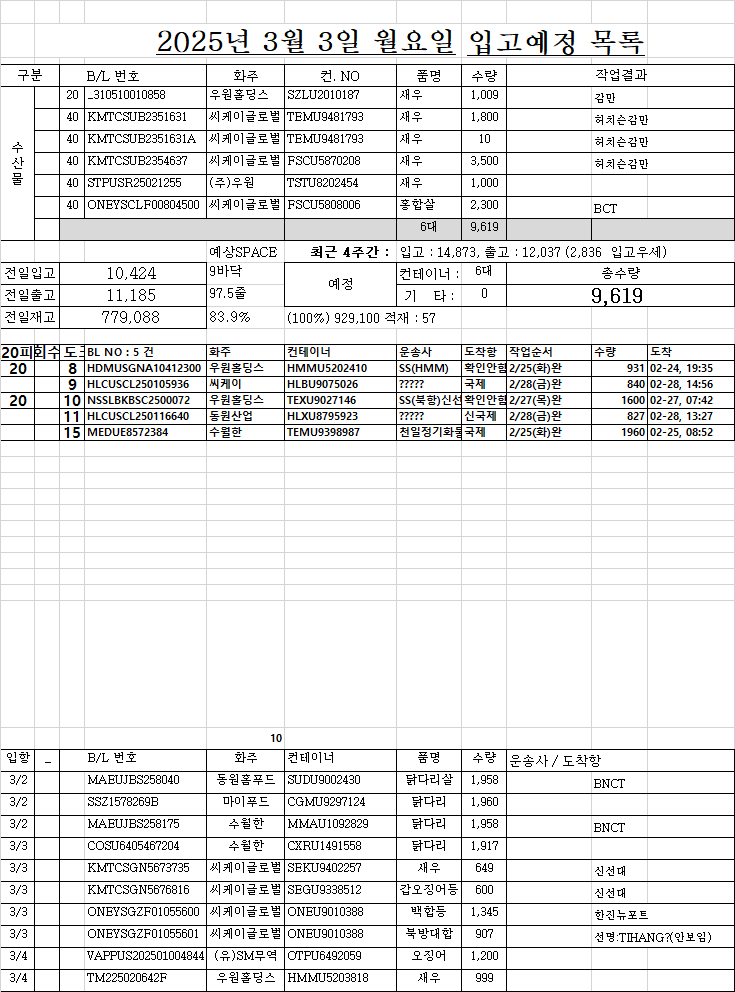 2025년 3월 3일 월요일 입고예정 목록
구분 B/L 번호 화주 컨. NO 품명 수량 작업결과
수산물
20 _310510010858 우원홀딩스 SZLU2010187 새우 1,009 감만
40 KMTCSUB2351631 씨케이글로벌 TEMU9481793 새우 1,800 허치슨감만
40 KMTCSUB2351631A 씨케이글로벌 TEMU9481793 새우 10 허치슨감만
40 KMTCSUB2354637 씨케이글로벌 FSCU5870208 새우 3,500 허치슨감만
40 STPUSR25021255 (주)우원 TSTU8202454 새우 1,000
40 ONEYSCLF00804500 씨케이글로벌 FSCU5808006 홍합살 2,300 BCT
6대 9,619
예상SPACE 최근 4주간 : 입고 : 14,873, 출고 : 12,037 (2,836 입고우세)
전일입고 10,424 9바닥 예정 컨테이너 : 6대 총수량
전일출고 11,185 97.5줄 기 타 : 0 9,619
전일재고 779,088 83.9% (100%) 929,100 적재 : 57
20피 회수 도크 BL NO : 5 건 화주 컨테이너 운송사 도착항 작업순서 수량 도착
20 8 HDMUSGNA10412300 우원홀딩스 HMMU5202410 SS(HMM) 확인안함 2/25(화)완 931 02-24, 19:35
9 HLCUSCL250105936 씨케이 HLBU9075026 ????? 국제 2/28(금)완 840 02-28, 14:56
20 10 NSSLBKBSC2500072 우원홀딩스 TEXU9027146 SS(북항)신선 확인안함 2/27(목)완 1600 02-27, 07:42
11 HLCUSCL250116640 동원산업 HLXU8795923 ????? 신국제 2/28(금)완 827 02-28, 13:27
15 MEDUE8572384 수월한 TEMU9398987 천일정기화물 국제 2/25(화)완 1960 02-25, 08:52
10
입항 _ B/L 번호 화주 컨테이너 품명 수량 운송사 / 도착항
3/2 MAEUJBS258040 동원홈푸드 SUDU9002430 닭다리살 1,958 BNCT
3/2 SSZ1578269B 마이푸드 CGMU9297124 닭다리 1,960
3/2 MAEUJBS258175 수월한 MMAU1092829 닭다리 1,958 BNCT
3/3 COSU6405467204 수월한 CXRU1491558 닭다리 1,917
3/3 KMTCSGN5673735 씨케이글로벌 SEKU9402257 새우 649 신선대
3/3 KMTCSGN5676816 씨케이글로벌 SEGU9338512 갑오징어등 600 신선대
3/3 ONEYSGZF01055600 씨케이글로벌 ONEU9010388 백합등 1,345 한진뉴포트
3/3 ONEYSGZF01055601 씨케이글로벌 ONEU9010388 북방대합 907 선명:TIHANG?(안보임)
3/4 VAPPUS202501004844 (유)SM무역 OTPU6492059 오징어 1,200
3/4 TM225020642F 우원홀딩스 HMMU5203818 새우 999